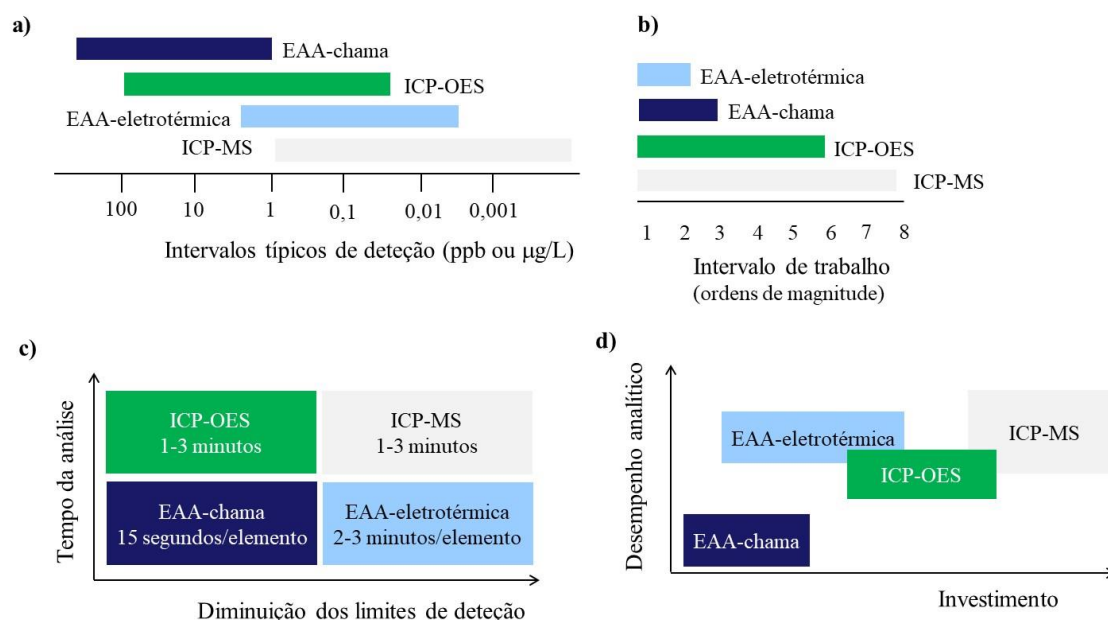 a)
EAA-chama
ICP-OES
EAA-eletrotérmica
ICP-MS
100 10 1 0,1 0,01 0,001
Intervalos típicos de deteção (ppb ou µg/L)
b)
EAA-eletrotérmica
EAA-chama
ICP-OES
ICP-MS
1 2 3 4 5 6 7 8
Intervalo de trabalho
(ordens de magnitude)
c)
Tempo da análise
ICP-OES
1-3 minutos
ICP-MS
1-3 minutos
EAA-chama
15 segundos/elemento
EAA-eletrotérmica
2-3 minutos/elemento
Diminuição dos limites de deteção
d)
Desempenho analítico
EAA-eletrotérmica
ICP-MS
ICP-OES
EAA-chama
Investimento